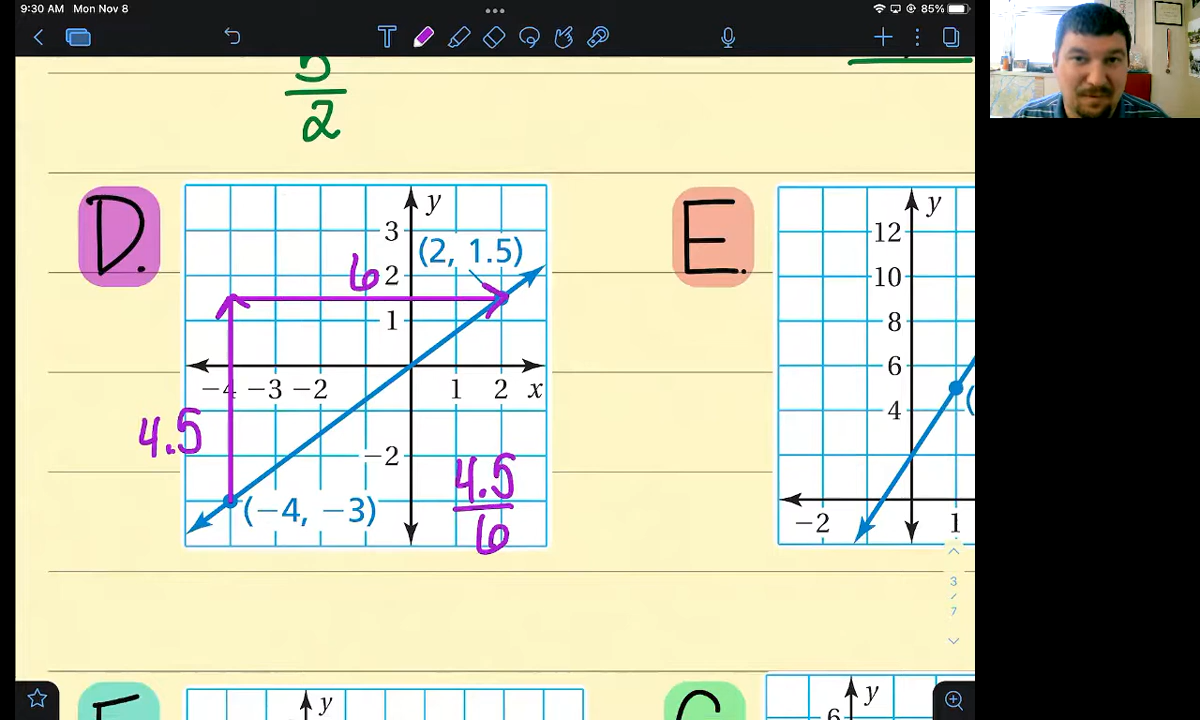 9:30 AM Mon Nov 8
85%
T
5
2
D.
y
3
(2, 1.5)
6
2
1
−4 −3 −2
1 2 x
4.5
−2
4.5
6
(−4, −3)
E.
y
12
10
8
6
4
(
−2
1
3
/
7
y
y
6